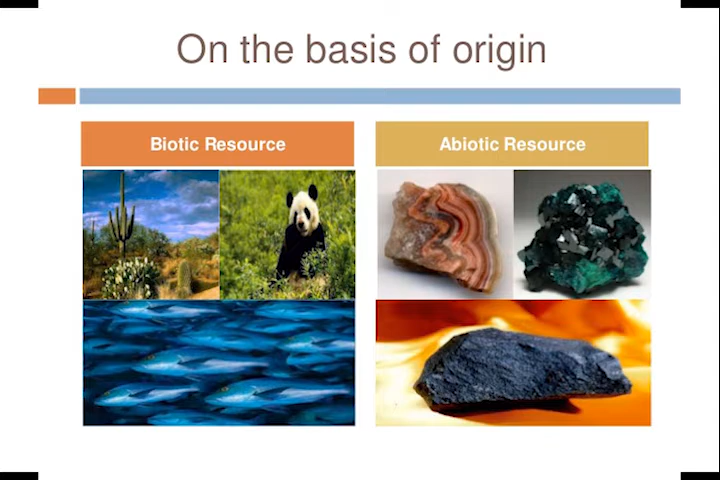 On the basis of origin
Biotic Resource
Abiotic Resource